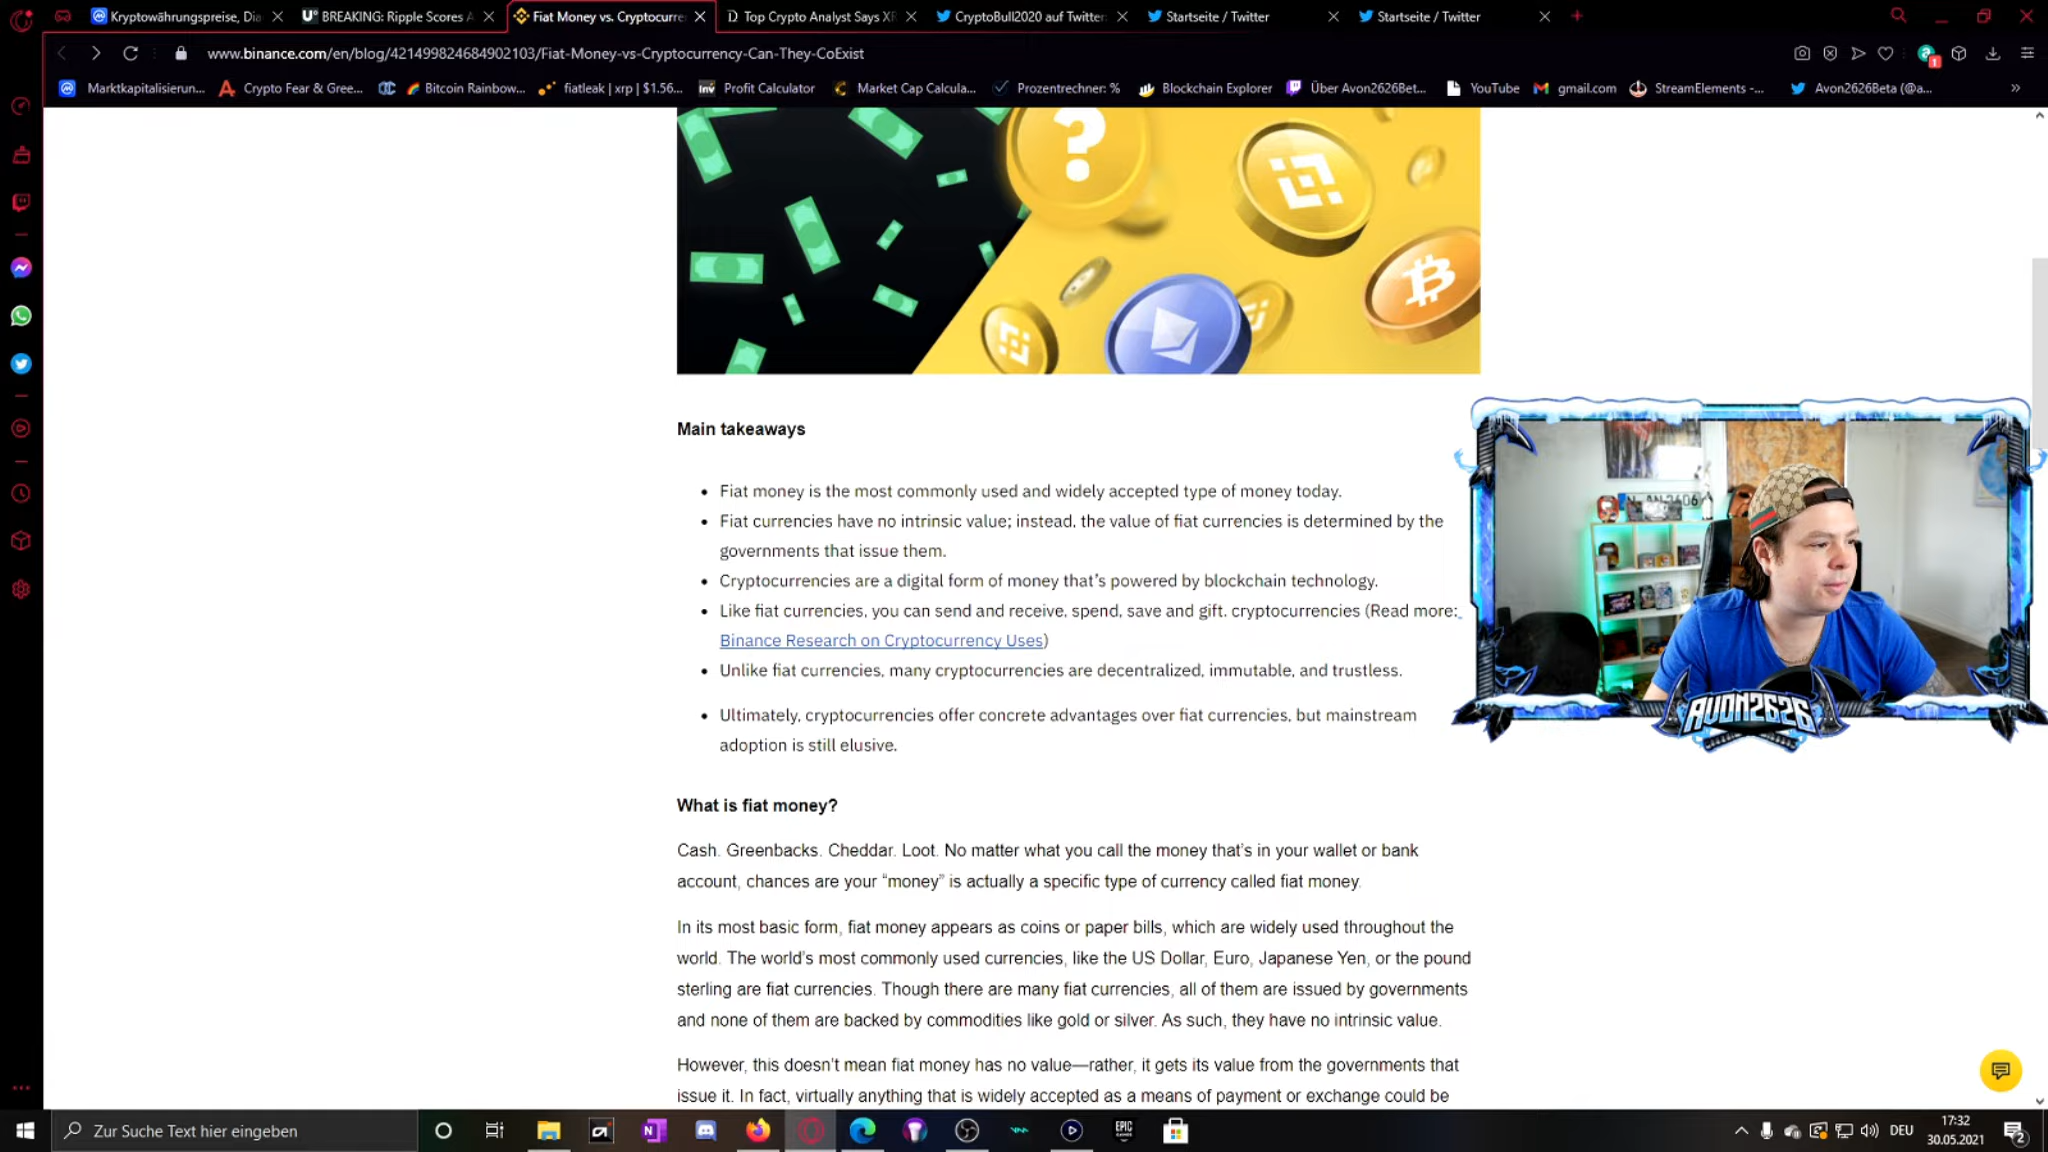 Kryptowährungspreise, Dia
BREAKING: Ripple Scores A
Fiat Money vs. Cryptocurre
Top Crypto Analyst Says XR
CryptoBull2020 auf Twitter:
Startseite / Twitter
Startseite / Twitter
www.binance.com/en/blog/421499824684902103/Fiat-Money-vs-Cryptocurrency-Can-They-CoExist
1
Marktkapitalisierun...
Crypto Fear & Gree...
Bitcoin Rainbow...
fiatleak | xrp | $1.56...
Profit Calculator
Market Cap Calcula...
Prozentrechner: %
Blockchain Explorer
Über Avon2626Bet...
YouTube
gmail.com
StreamElements -...
Avon2626Beta (@a...
Main takeaways
• Fiat money is the most commonly used and widely accepted type of money today.
• Fiat currencies have no intrinsic value; instead, the value of fiat currencies is determined by the
governments that issue them.
• Cryptocurrencies are a digital form of money that’s powered by blockchain technology.
• Like fiat currencies, you can send and receive, spend, save and gift. cryptocurrencies (Read more:
Binance Research on Cryptocurrency Uses)
• Unlike fiat currencies, many cryptocurrencies are decentralized, immutable, and trustless.
• Ultimately, cryptocurrencies offer concrete advantages over fiat currencies, but mainstream
adoption is still elusive.
AVON2626
What is fiat money?
Cash. Greenbacks. Cheddar. Loot. No matter what you call the money that’s in your wallet or bank
account, chances are your “money” is actually a specific type of currency called fiat money.
In its most basic form, fiat money appears as coins or paper bills, which are widely used throughout the
world. The world’s most commonly used currencies, like the US Dollar, Euro, Japanese Yen, or the pound
sterling are fiat currencies. Though there are many fiat currencies, all of them are issued by governments
and none of them are backed by commodities like gold or silver. As such, they have no intrinsic value.
However, this doesn’t mean fiat money has no value—rather, it gets its value from the governments that
issue it. In fact, virtually anything that is widely accepted as a means of payment or exchange could be
Zur Suche Text hier eingeben
EPIC
DEU
17:32
30.05.2021
2